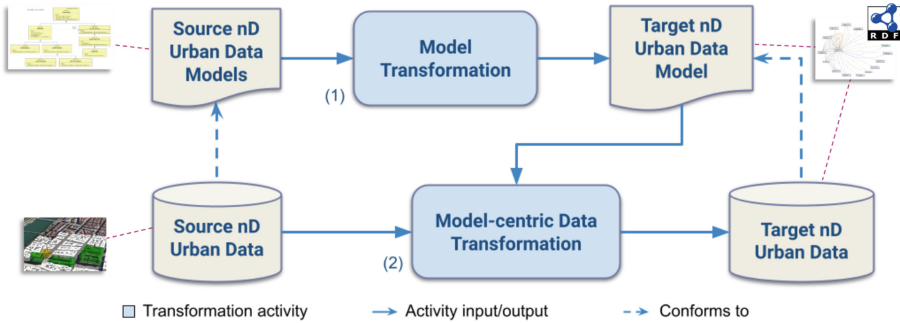 Source nD
Urban Data
Models
Model
Transformation
(1)
Target nD
Urban Data
Model
RDF
Source nD
Urban Data
Model-centric Data
Transformation
(2)
Target nD
Urban Data
Transformation activity
Activity input/output
Conforms to